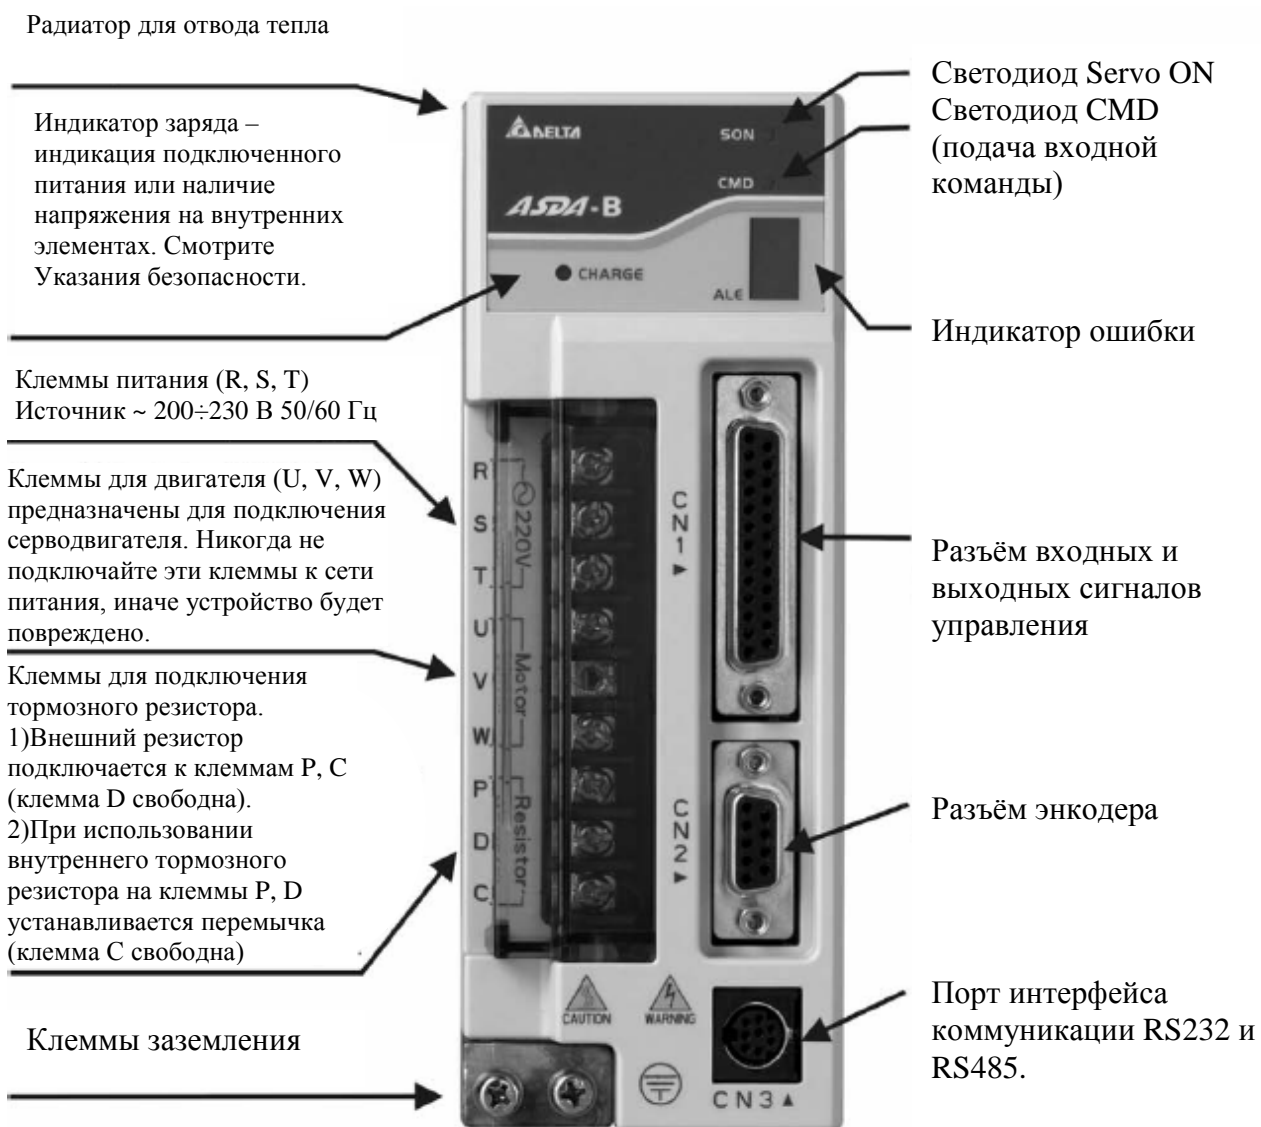 Радиатор для отвода тепла
Индикатор заряда –
индикация подключенного
питания или наличие
напряжения на внутренних
элементах. Смотрите
Указания безопасности.
Клеммы питания (R, S, T)
Источник ~ 200÷230 В 50/60 Гц
Клеммы для двигателя (U, V, W)
предназначены для подключения
серводвигателя. Никогда не
подключайте эти клеммы к сети
питания, иначе устройство будет
повреждено.
Клеммы для подключения
тормозного резистора.
1)Внешний резистор
подключается к клеммам P, C
(клемма D свободна).
2)При использовании
внутреннего тормозного
резистора на клеммы P, D
устанавливается перемычка
(клемма C свободна)
Клеммы заземления
DELTA
SON
CMD
ASDA-B
CHARGE
ALE
R
S
T
220V
U
V
W
Motor
P
D
C
Resistor
CN1
CN2
CAUTION
WARNING
CN3
Светодиод Servo ON
Светодиод CMD
(подача входной
команды)
Индикатор ошибки
Разъём входных и
выходных сигналов
управления
Разъём энкодера
Порт интерфейса
коммуникации RS232 и
RS485.